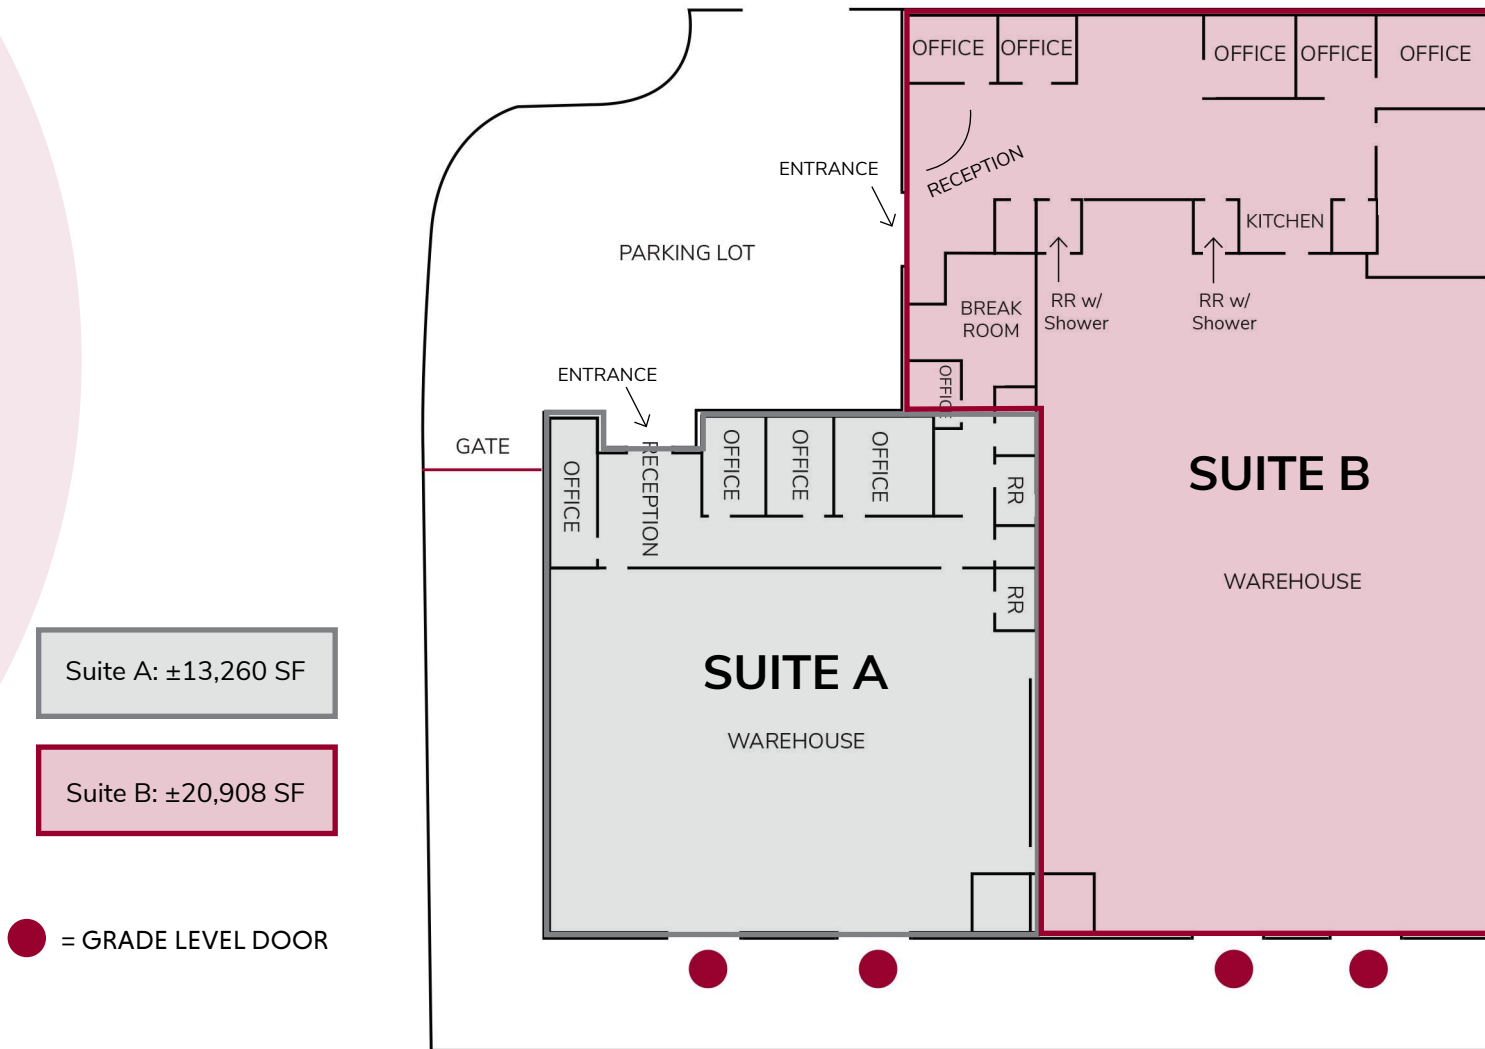 OFFICE
OFFICE
OFFICE
OFFICE
OFFICE
ENTRANCE
RECEPTION
PARKING LOT
KITCHEN
BREAK
ROOM
RR w/
Shower
RR w/
Shower
ENTRANCE
OFFICE
GATE
OFFICE
RECEPTION
OFFICE
OFFICE
OFFICE
RR
RR
SUITE B
WAREHOUSE
SUITE A
WAREHOUSE
Suite A: ±13,260 SF
Suite B: ±20,908 SF
= GRADE LEVEL DOOR